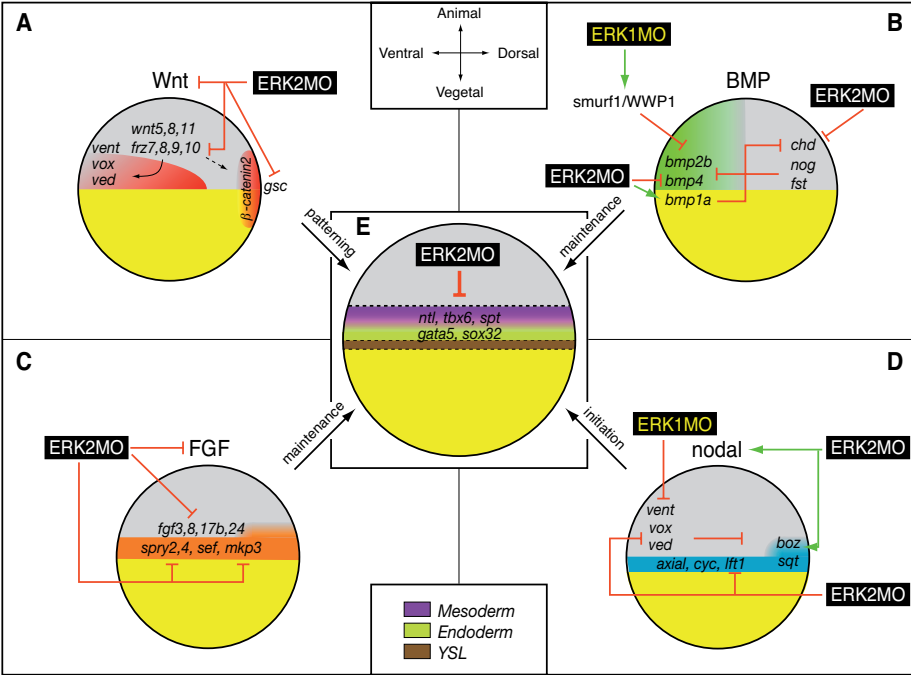 A
Wnt
ERK2MO
wnt5,8,11
vent frz7,8,9,10
vox
ved
β-catenin2
gsc
Animal
Ventral Dorsal
Vegetal
B
ERK1MO
BMP
smurf1/WWP1
ERK2MO
chd
bmp2b
nog
ERK2MO
bmp4
fst
bmp1a
patterning
maintenance
E
ERK2MO
ntl, tbx6, spt
gata5, sox32
maintenance
initiation
C
ERK2MO
FGF
fgf3,8,17b,24
spry2,4, sef, mkp3
D
ERK1MO
nodal
ERK2MO
vent
vox
ved
boz
axial, cyc, lft1
sqt
ERK2MO
Mesoderm
Endoderm
YSL